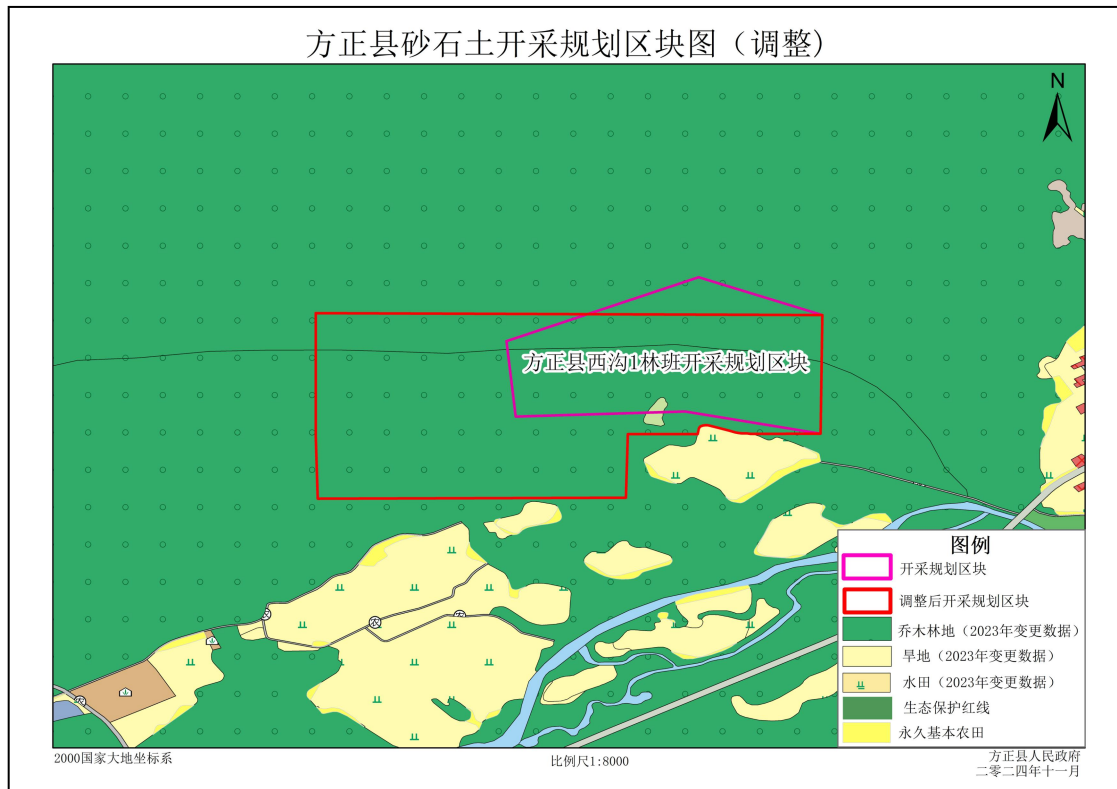 方正县砂石土开采规划区块图（调整）
N
方正县西沟1林班开采规划区块
农
农
农
农
农
图例
开采规划区块
调整后开采规划区块
乔木林地（2023年变更数据）
旱地（2023年变更数据）
水田（2023年变更数据）
生态保护红线
永久基本农田
2000国家大地坐标系
比例尺1:8000
方正县人民政府
二零二四年十一月